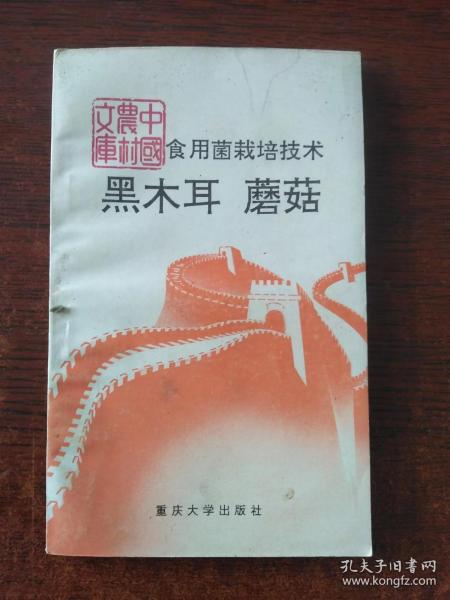 中國農村文庫
食用菌栽培技术
黑木耳 蘑菇
重庆大学出版社
孔夫子旧书网
www.kongfz.com